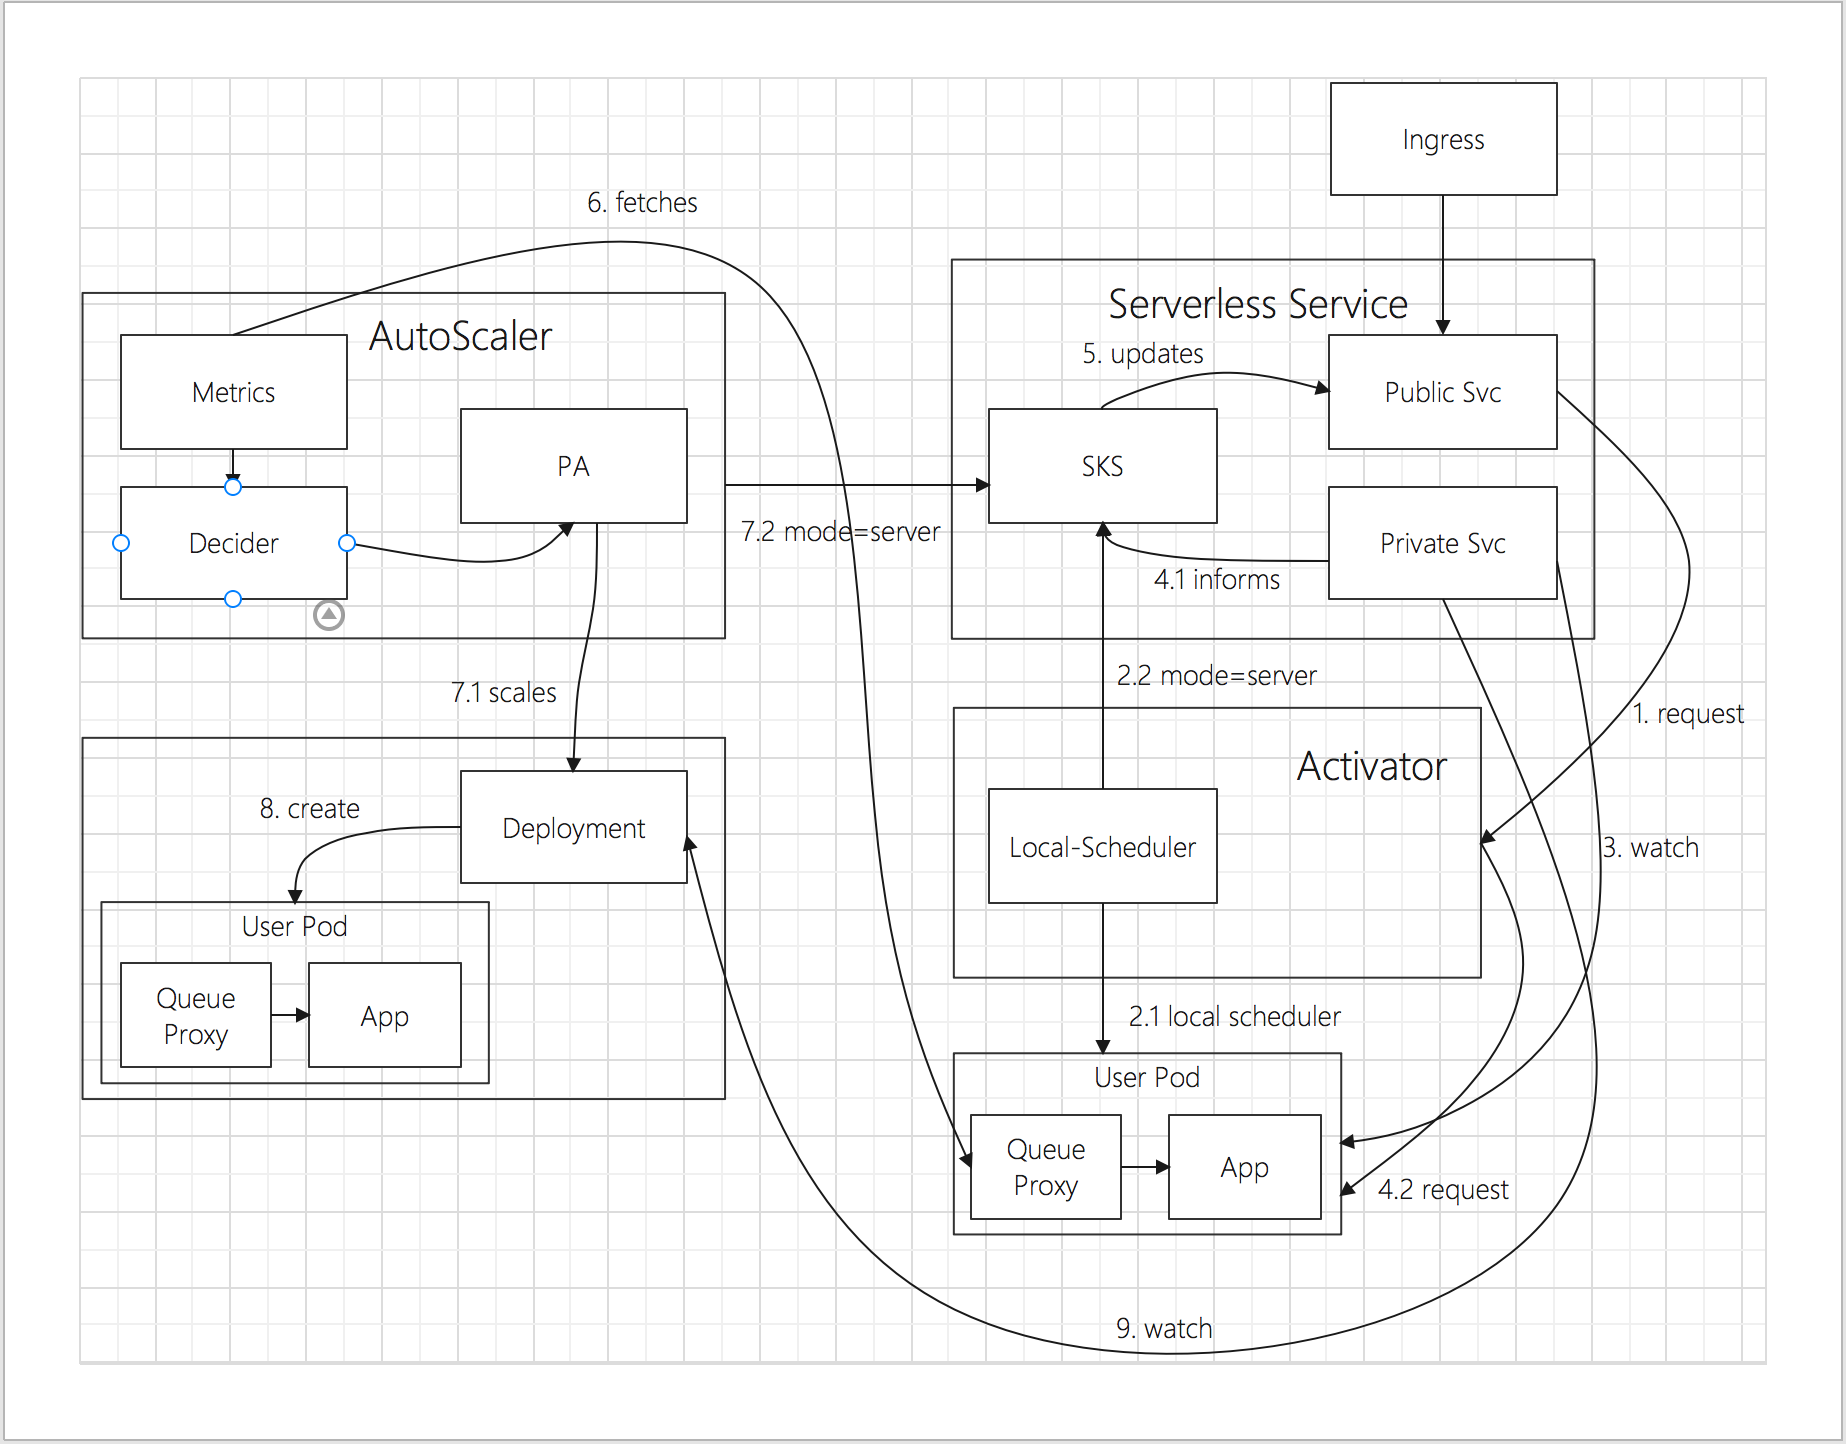 Ingress
6. fetches
Serverless Service
AutoScaler
5. updates
Metrics
Public Svc
PA
SKS
7.2 mode=server
Decider
Private Svc
4.1 informs
2.2 mode=server
7.1 scales
1. request
Activator
8. create
Deployment
Local-Scheduler
3. watch
User Pod
Queue
Proxy
App
2.1 local scheduler
User Pod
Queue
Proxy
App
4.2 request
9. watch